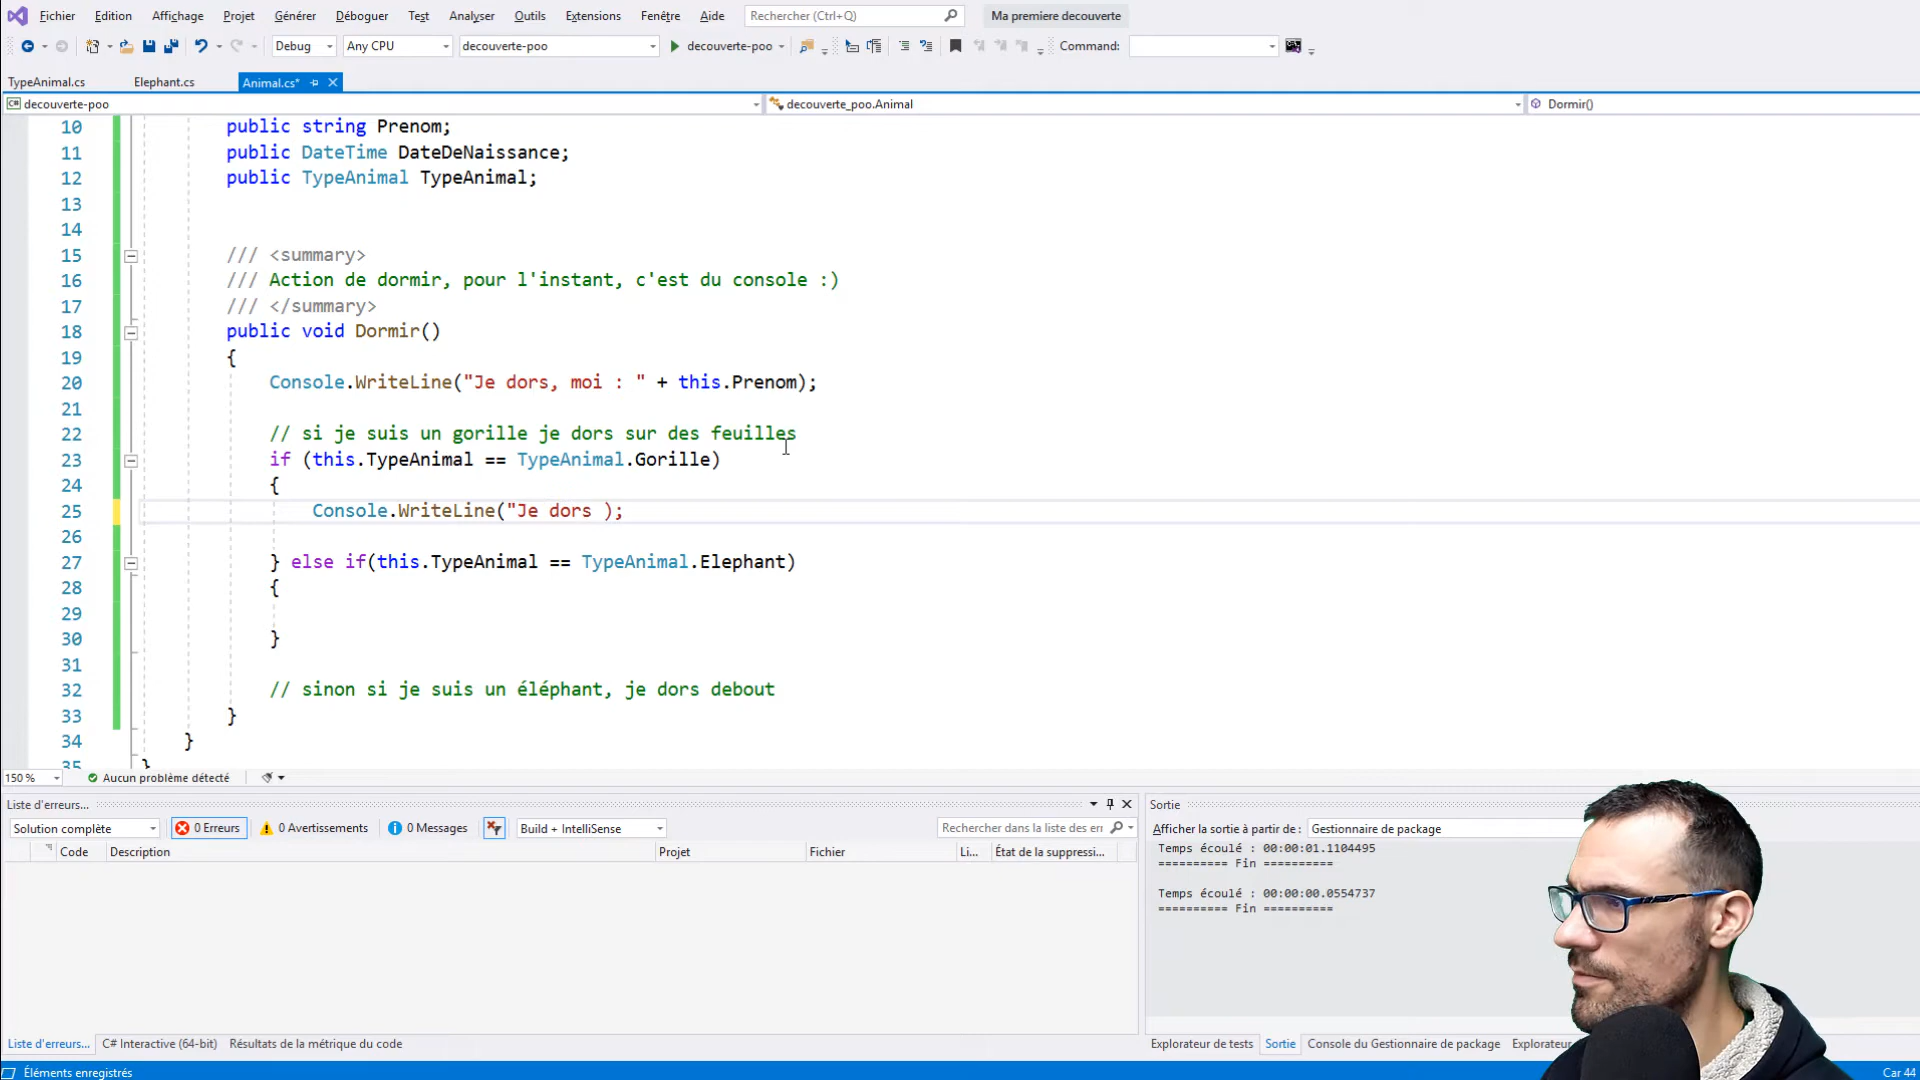 Fichier Edition Affichage Projet Générer Déboguer Test Analyser Outils Extensions Fenêtre Aide Rechercher (Ctrl+Q) Ma premiere decouverte
Debug Any CPU decouverte-poo decouverte-poo Command:
TypeAnimal.cs Elephant.cs Animal.cs*
decouverte-poo decouverte_poo.Animal Dormir()
10 public string Prenom;
11 public DateTime DateDeNaissance;
12 public TypeAnimal TypeAnimal;
13
14
15 /// <summary>
16 /// Action de dormir, pour l'instant, c'est du console :)
17 /// </summary>
18 public void Dormir()
19 {
20 Console.WriteLine("Je dors, moi : " + this.Prenom);
21
22 // si je suis un gorille je dors sur des feuilles
23 if (this.TypeAnimal == TypeAnimal.Gorille)
24 {
25 Console.WriteLine("Je dors );
26
27 } else if(this.TypeAnimal == TypeAnimal.Elephant)
28 {
29
30 }
31
32 // sinon si je suis un éléphant, je dors debout
33 }
34 }
35 }
150 % Aucun problème détecté
Liste d'erreurs... Sortie
Solution complète 0 Erreurs 0 Avertissements 0 Messages Build + IntelliSense Rechercher dans la liste des err Afficher la sortie à partir de : Gestionnaire de package
Code Description Projet Fichier Li... État de la suppressi...
Temps écoulé : 00:00:01.1104495
========== Fin ==========
Temps écoulé : 00:00:00.0554737
========== Fin ==========
Liste d'erreurs... C# Interactive (64-bit) Résultats de la métrique du code Explorateur de tests Sortie Console du Gestionnaire de package Explorateur
Éléments enregistrés Car 44